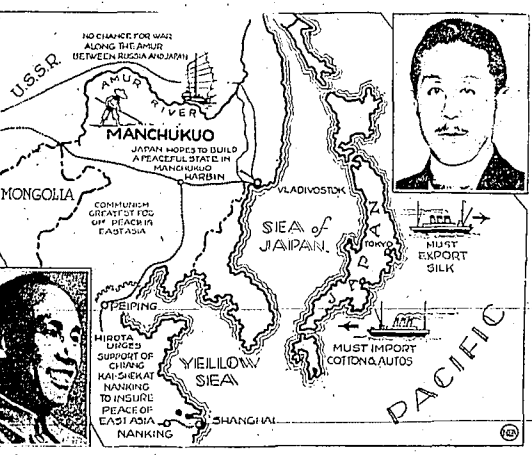 NO CHANCE FOR WAR
ALONG THE AMUR
BETWEEN RUSSIA AND JAPAN
U.S.S.R.
AMUR
RIVER
MANCHUKUO
JAPAN HOPES TO BUILD
A PEACEFUL STATE IN
MANCHUKUO
HARBIN
MONGOLIA
COMMUNISM
GREATEST FOE
OF PEACE IN
EAST ASIA
VLADIVOSTOK
SEA of
JAPAN
JAPAN
TOKYO
MUST
EXPORT
SILK
MUST IMPORT
COTTON & AUTOS
PACIFIC
PEIPING
HIROTA
URGES
SUPPORT OF
CHIANG
KAI-SHEK AT
NANKING
TO INSURE
PEACE OF
EAST ASIA
NANKING
YELLOW
SEA
SHANGHAI
NEA